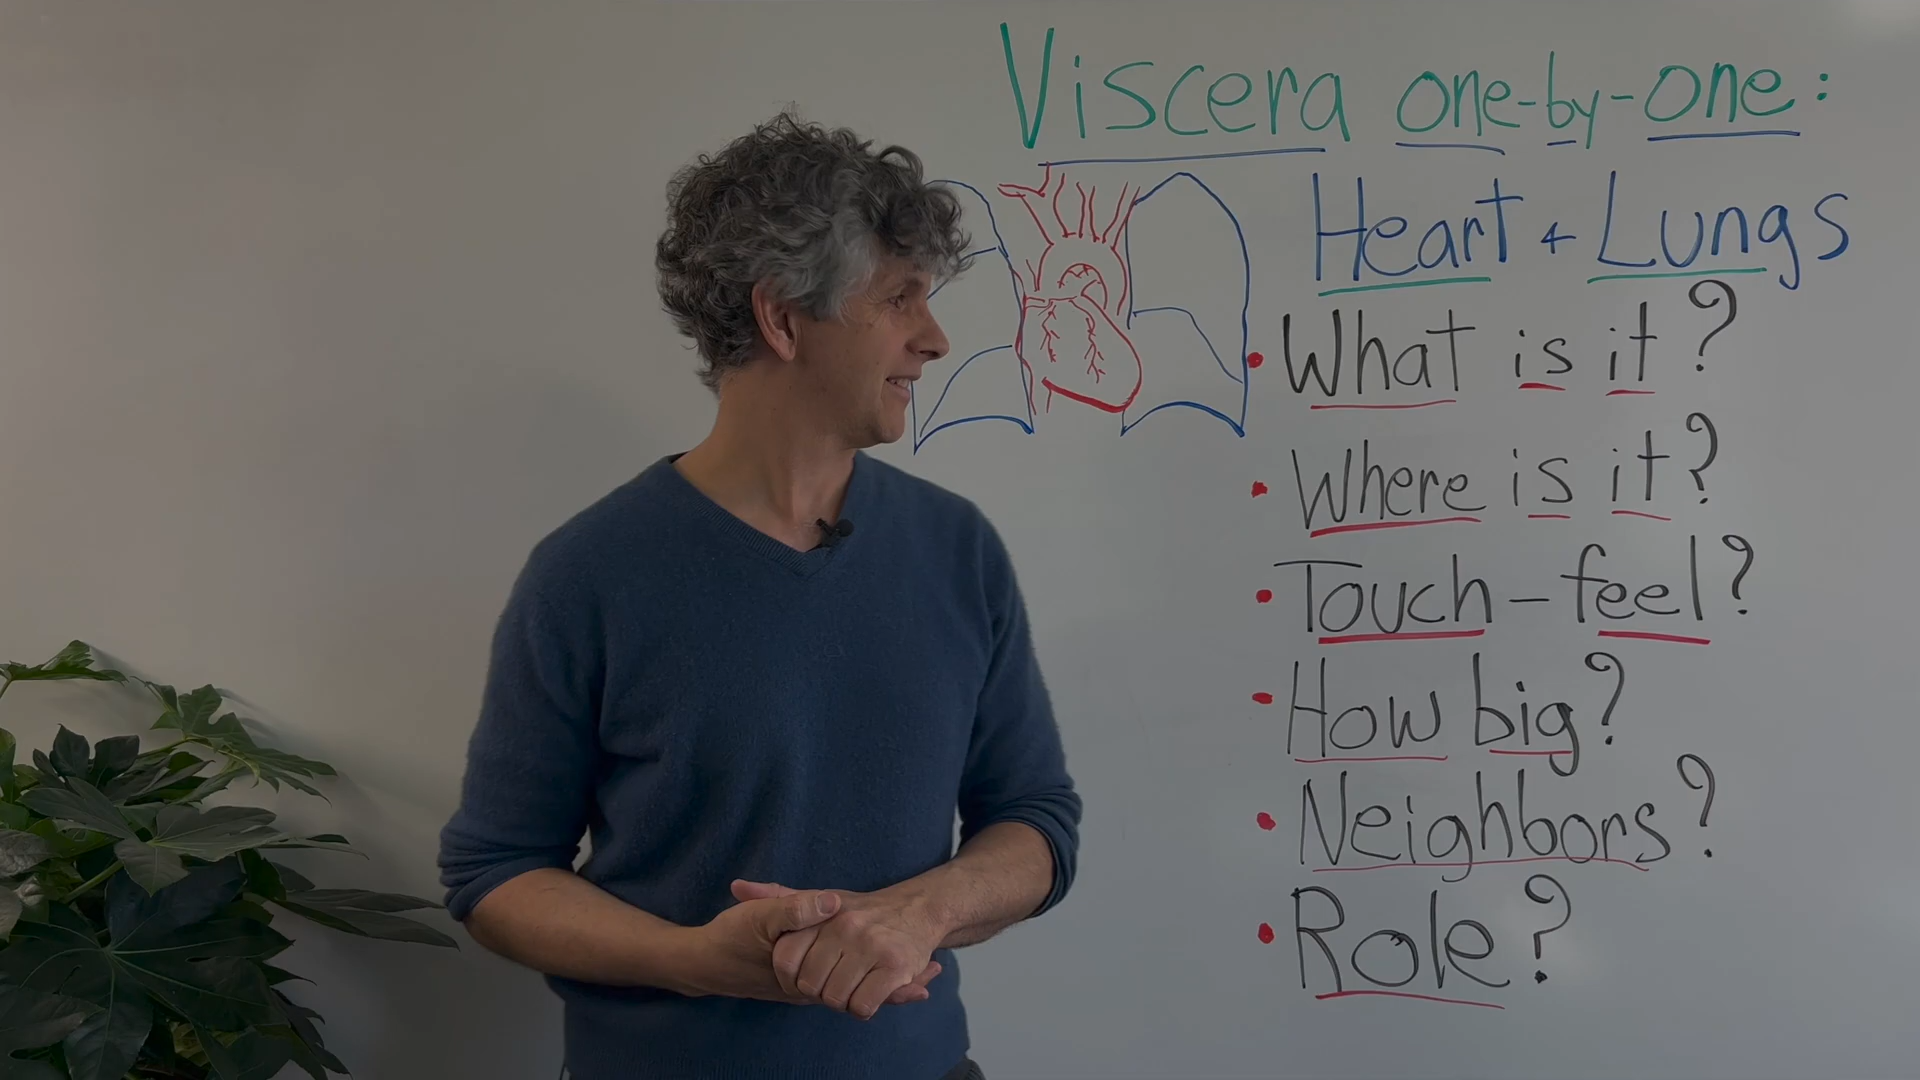 Viscera one-by-one:
Heart + Lungs
• What is it?
• Where is it?
• Touch-feel?
• How big?
• Neighbors?
• Role?